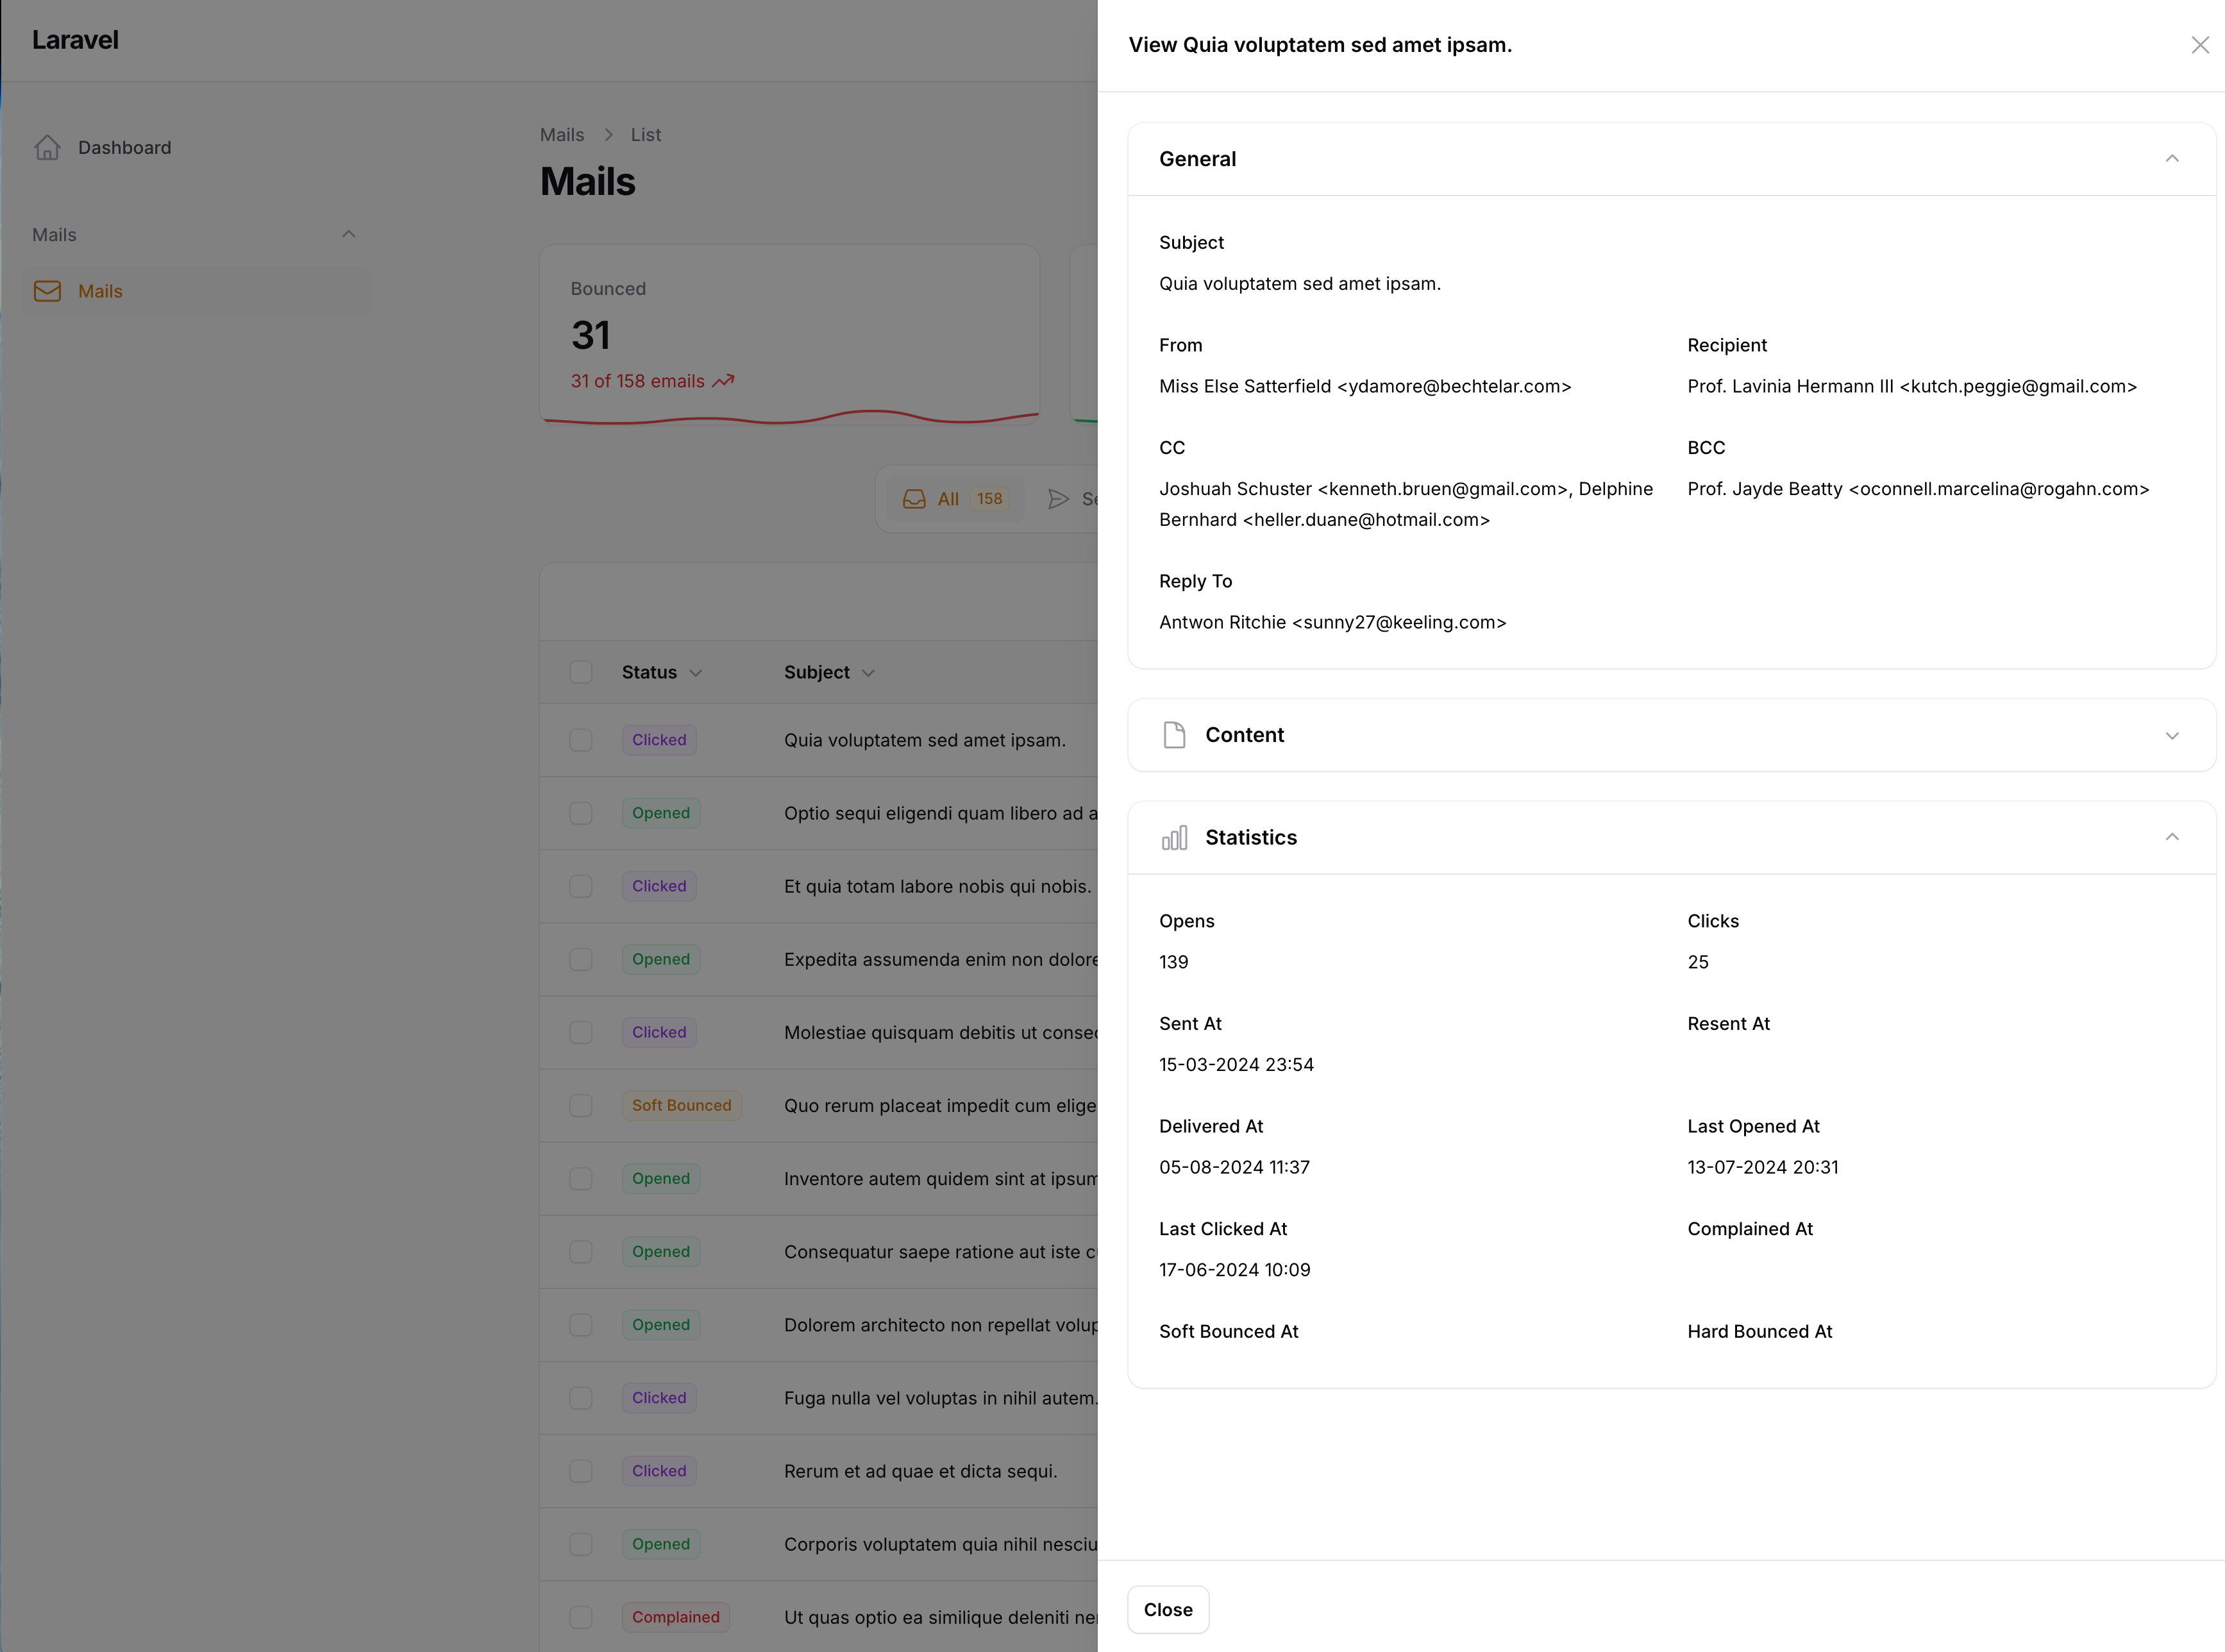 Laravel
Dashboard
Mails
Mails
Mails > List
Mails
Bounced
31
31 of 158 emails
All 158
Status
Subject
Clicked
Quia voluptatem sed amet ipsam.
Opened
Optio sequi eligendi quam libero ad
Clicked
Et quia totam labore nobis qui nobis.
Opened
Expedita assumenda enim non
Clicked
Molestiae quisquam debitis ut
Soft Bounced
Quo rerum placeat impedit cum
Opened
Inventore autem quidem sint at
Opened
Consequatur saepe ratione aut iste
Opened
Dolorem architecto non repellat
Clicked
Fuga nulla vel voluptas in nihil autem.
Clicked
Rerum et ad quae et dicta sequi.
Opened
Corporis voluptatem quia nihil
Complained
Ut quas optio ea similique deleniti
View Quia voluptatem sed amet ipsam.
General
Subject
Quia voluptatem sed amet ipsam.
From
Miss Else Satterfield <ydamore@bechtelar.com>
Recipient
Prof. Lavinia Hermann III <kutch.peggie@gmail.com>
CC
Joshuah Schuster <kenneth.bruen@gmail.com>, Delphine
Bernhard <heller.duane@hotmail.com>
BCC
Prof. Jayde Beatty <oconnell.marcelina@rogahn.com>
Reply To
Antwon Ritchie <sunny27@keeling.com>
Content
Statistics
Opens
139
Clicks
25
Sent At
15-03-2024 23:54
Resent At
Delivered At
05-08-2024 11:37
Last Opened At
13-07-2024 20:31
Last Clicked At
17-06-2024 10:09
Complained At
Soft Bounced At
Hard Bounced At
Close